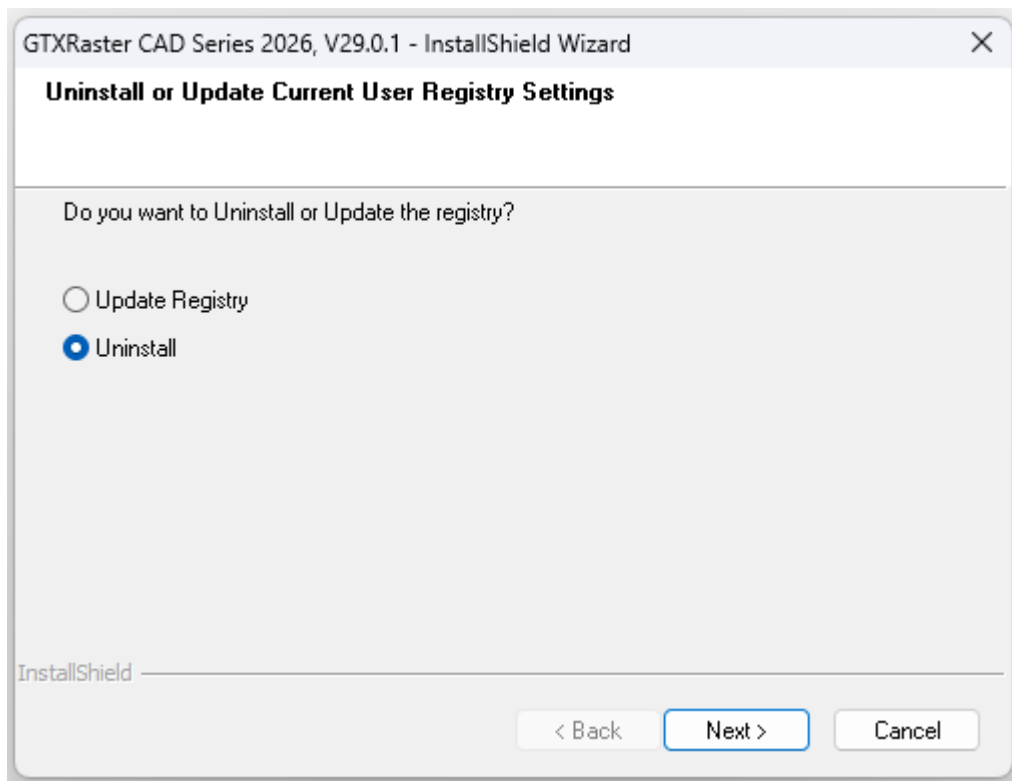 GTXRaster CAD Series 2026, V29.0.1 - InstallShield Wizard
Uninstall or Update Current User Registry Settings
Do you want to Uninstall or Update the registry?
Update Registry
Uninstall
InstallShield
< Back Next > Cancel